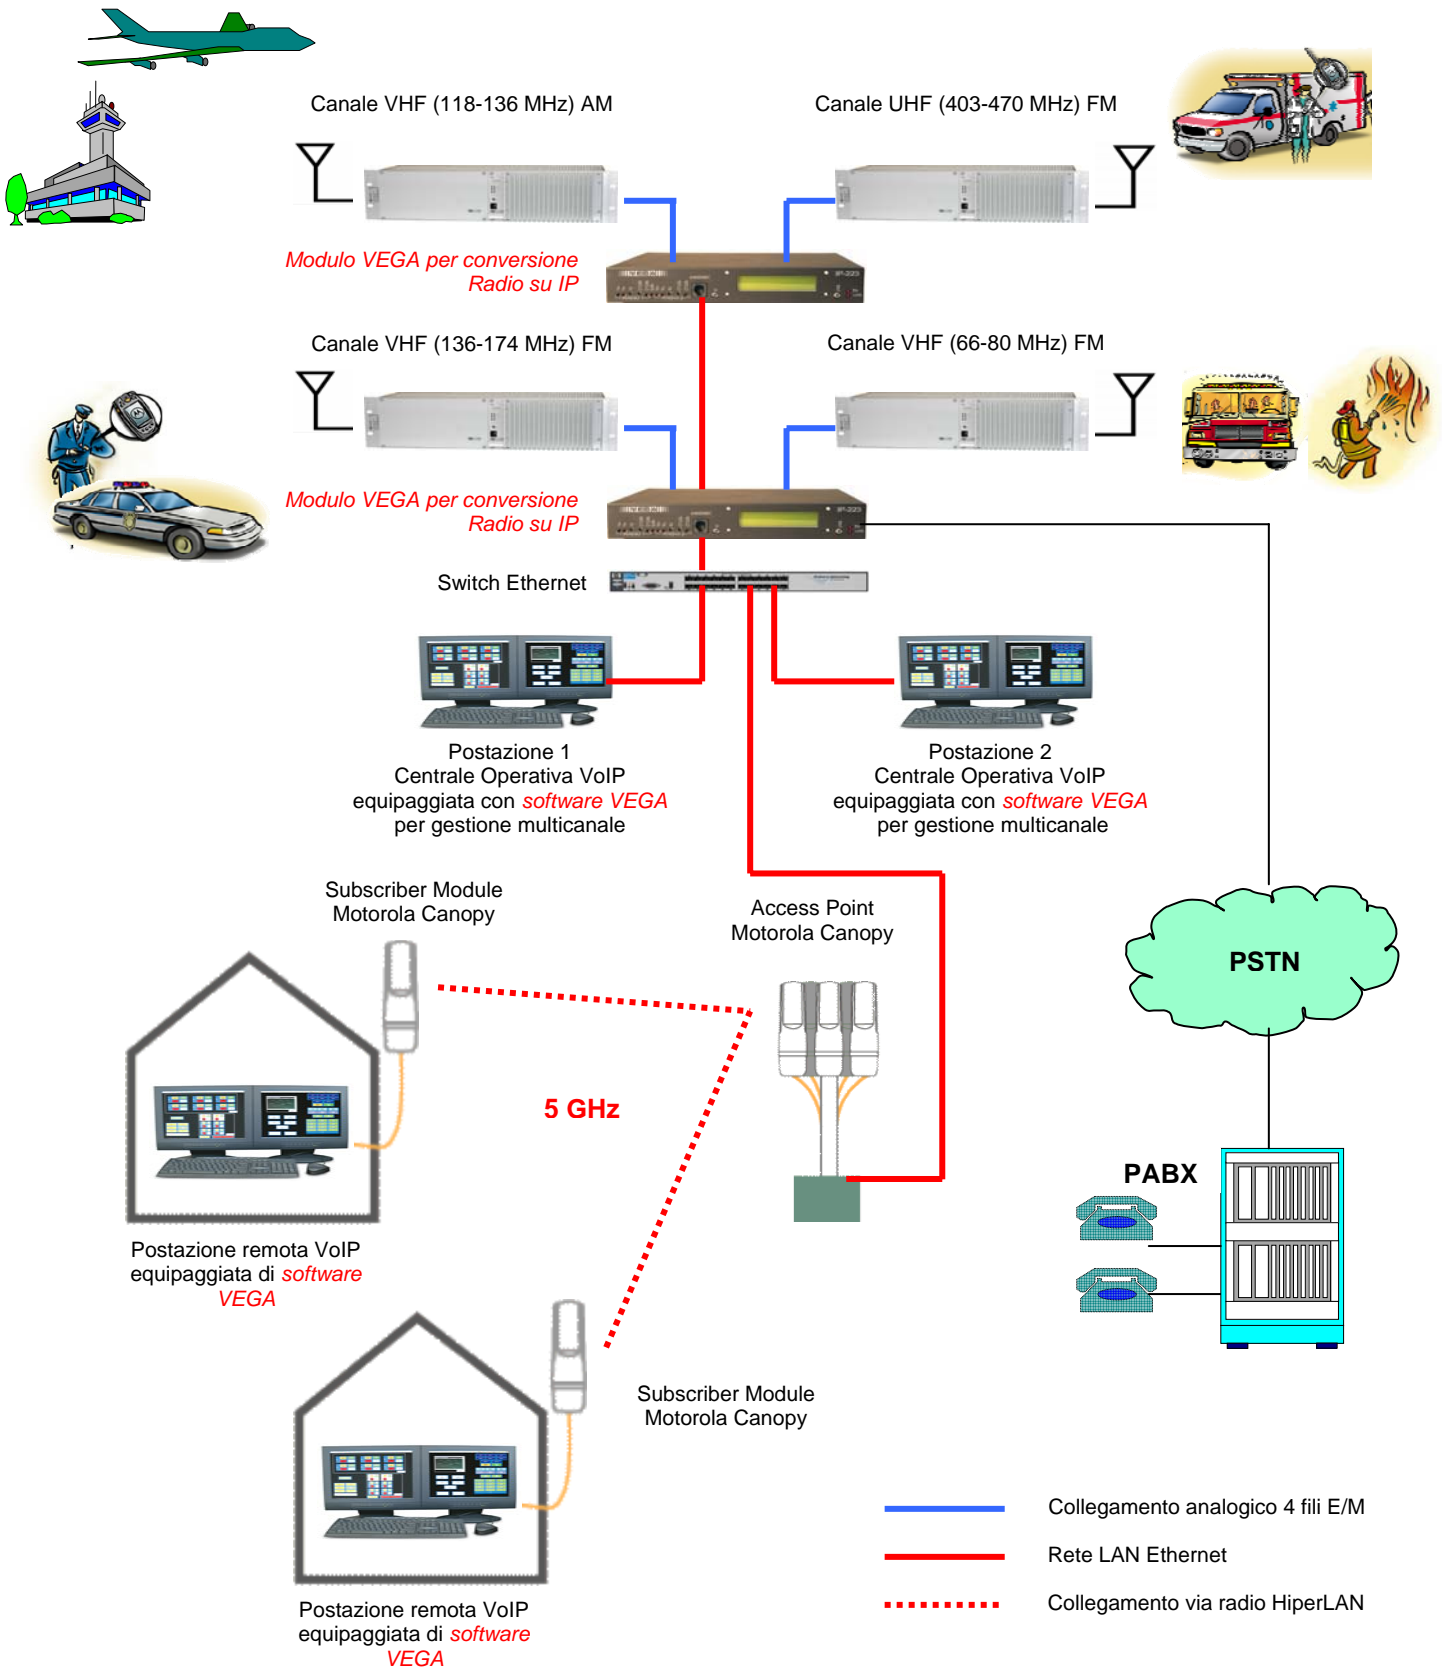 Canale VHF (118-136 MHz) AM
Canale UHF (403-470 MHz) FM
Modulo VEGA per conversione
Radio su IP
IP-223
Canale VHF (136-174 MHz) FM
Canale VHF (66-80 MHz) FM
Modulo VEGA per conversione
Radio su IP
IP-223
Switch Ethernet
Postazione 1
Centrale Operativa VoIP
equipaggiata con software VEGA
per gestione multicanale
Postazione 2
Centrale Operativa VoIP
equipaggiata con software VEGA
per gestione multicanale
Subscriber Module
Motorola Canopy
Access Point
Motorola Canopy
PSTN
5 GHz
PABX
Postazione remota VoIP
equipaggiata di software
VEGA
Subscriber Module
Motorola Canopy
Collegamento analogico 4 fili E/M
Rete LAN Ethernet
Collegamento via radio HiperLAN
Postazione remota VoIP
equipaggiata di software
VEGA